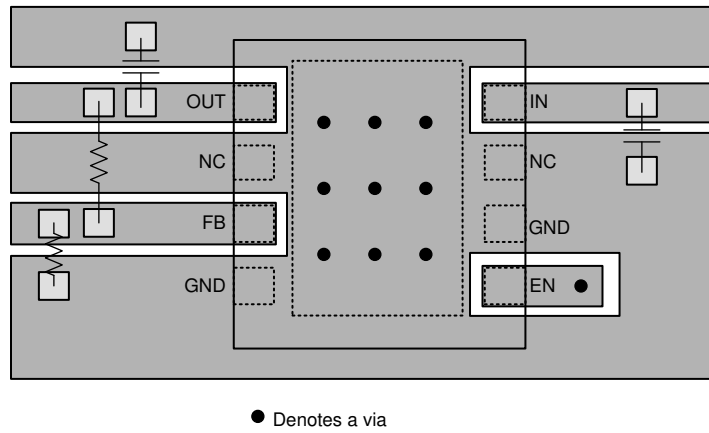 OUT
IN
NC
NC
FB
GND
GND
EN
Denotes a via